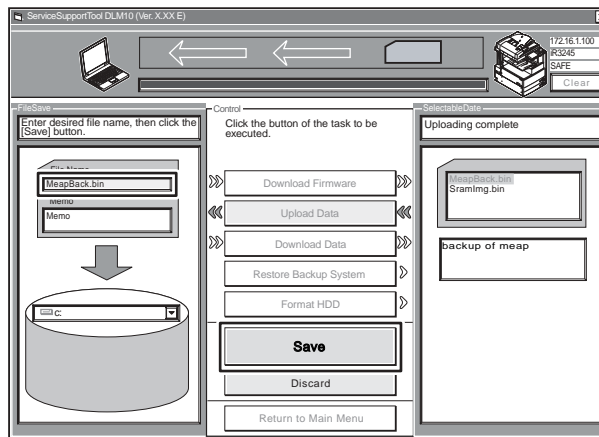 ServiceSupportTool DLM10 (Ver. X.XX E)
172.16.1.100
iR3245
SAFE
Clear
FileSave
Enter desired file name, then click the
[Save] button.
File Name
MeapBack.bin
Memo
Memo
C:
Control
Click the button of the task to be
executed.
Download Firmware
Upload Data
Download Data
Restore Backup System
Format HDD
Save
Discard
Return to Main Menu
SelectableDate
Uploading complete
MeapBack.bin
SramImg.bin
backup of meap